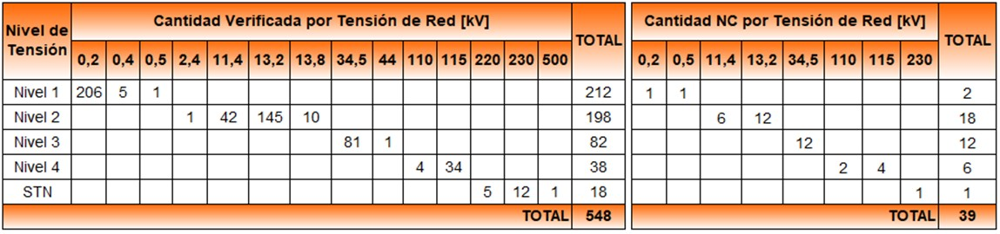 Nivel de Tensión Cantidad Verificada por Tensión de Red [kV] TOTAL
0,2 0,4 0,5 2,4 11,4 13,2 13,8 34,5 44 110 115 220 230 500
Nivel 1 206 5 1 212
Nivel 2 1 42 145 10 198
Nivel 3 81 1 82
Nivel 4 4 34 38
STN 5 12 1 18
TOTAL 548
Cantidad NC por Tensión de Red [kV] TOTAL
0,2 0,5 11,4 13,2 34,5 110 115 230
1 1 2
6 12 18
12 12
2 4 6
1 1
TOTAL 39